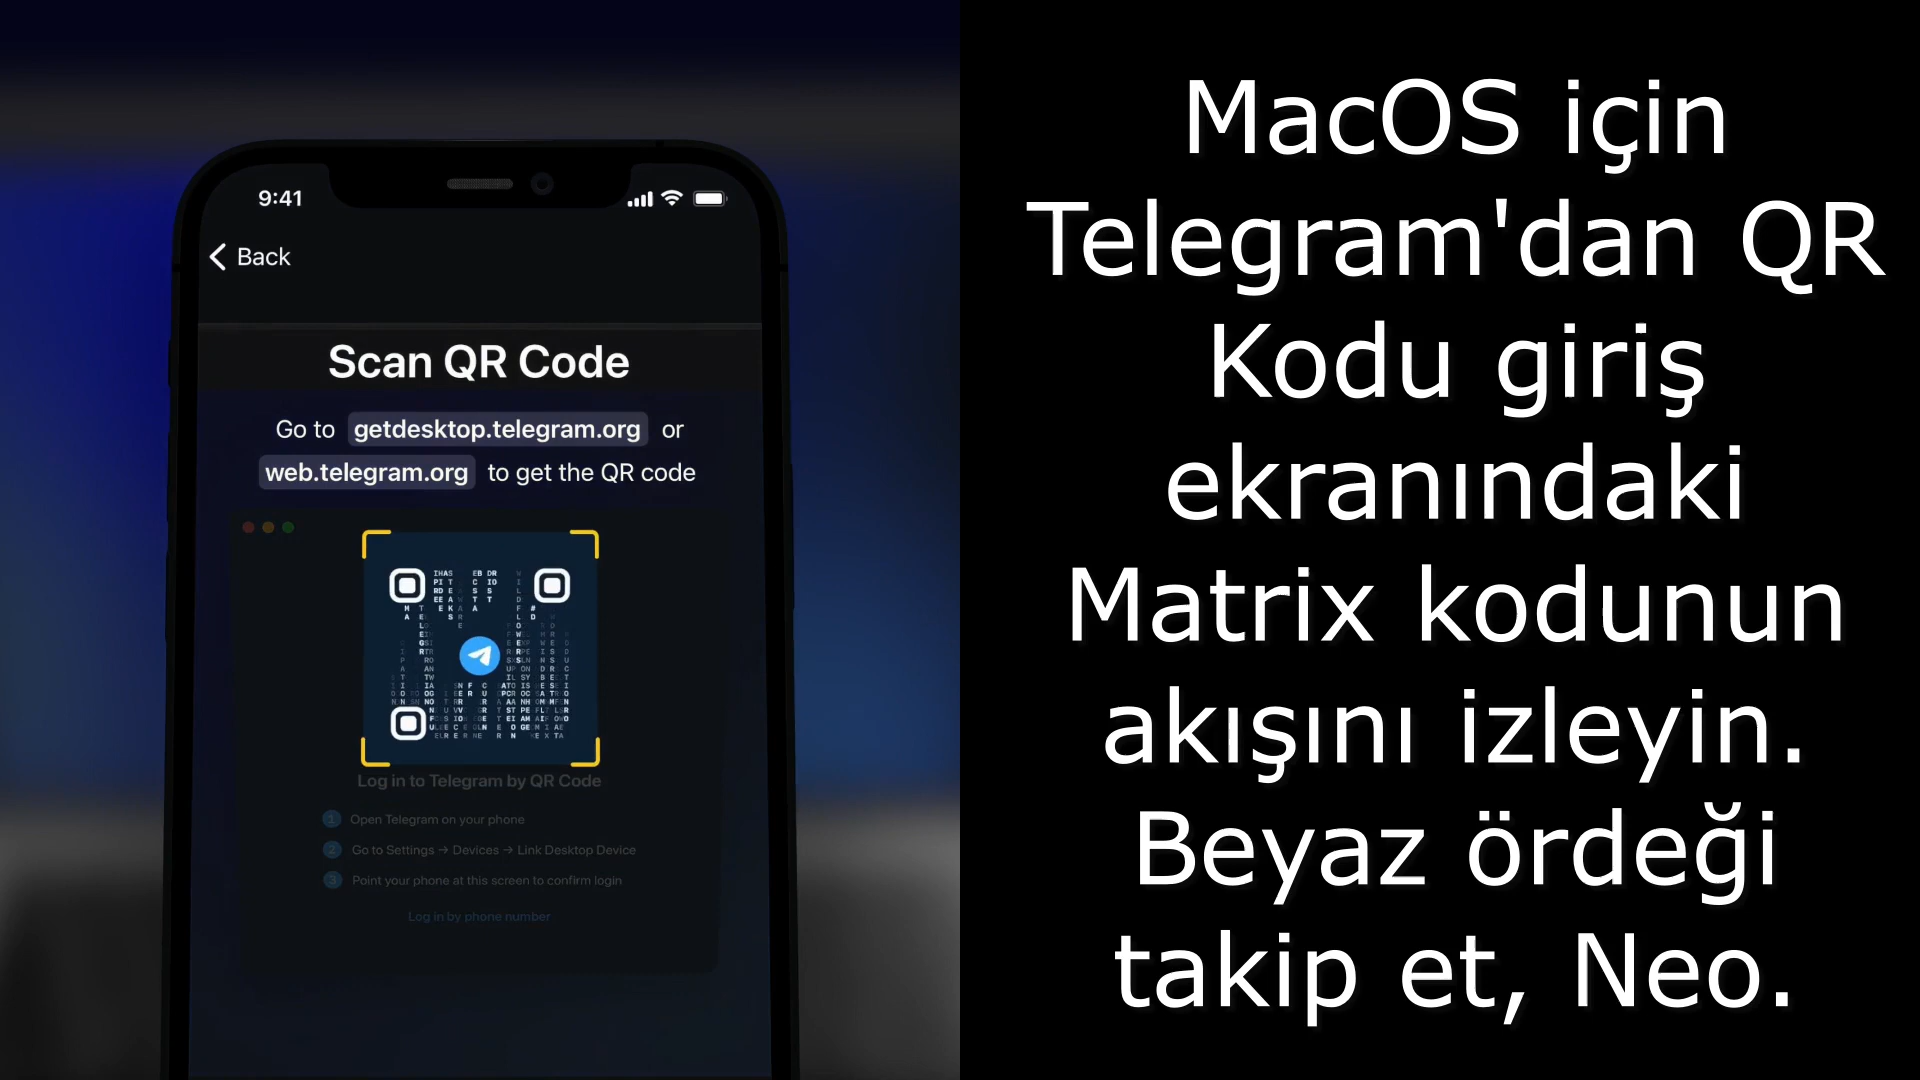 9:41
Back
Scan QR Code
Go to getdesktop.telegram.org or
web.telegram.org to get the QR code
Log in to Telegram by QR Code
1 Open Telegram on your phone
2 Go to Settings → Devices → Link Desktop Device
3 Point your phone at this screen to confirm login
Log in by phone number
MacOS için
Telegram'dan QR
Kodu giriş
ekranındaki
Matrix kodunun
akışını izleyin.
Beyaz ördeği
takip et, Neo.